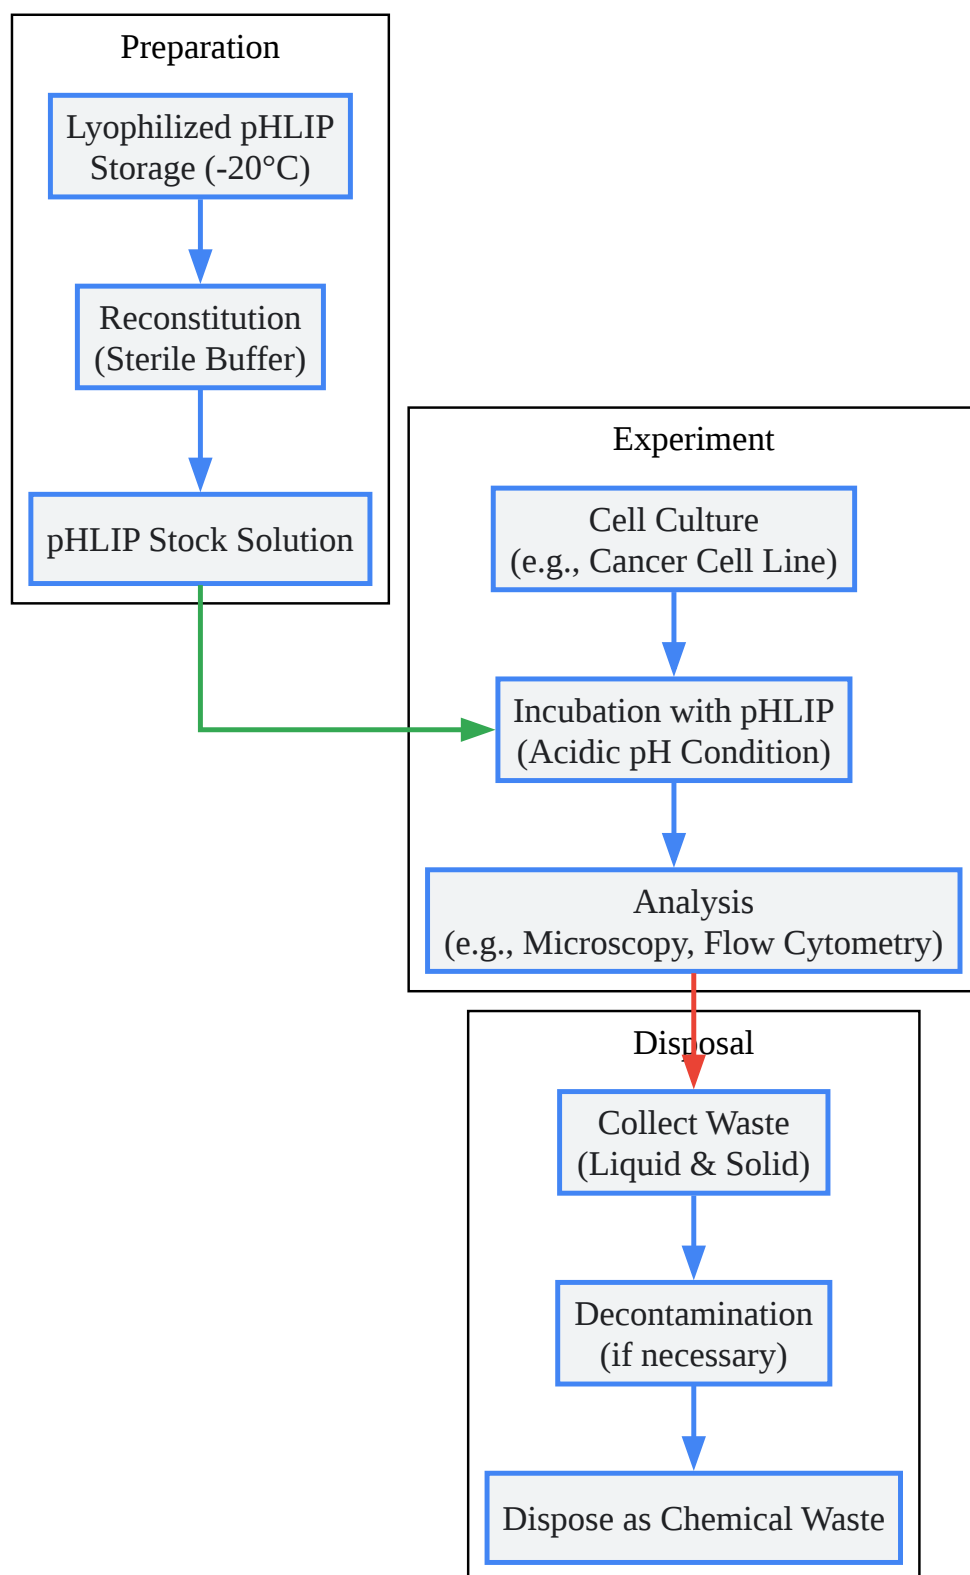 Preparation
Lyophilized pHLIP
Storage (-20°C)
Reconstitution
(Sterile Buffer)
pHLIP Stock Solution
Experiment
Cell Culture
(e.g., Cancer Cell Line)
Incubation with pHLIP
(Acidic pH Condition)
Analysis
(e.g., Microscopy, Flow Cytometry)
Disposal
Collect Waste
(Liquid & Solid)
Decontamination
(if necessary)
Dispose as Chemical Waste